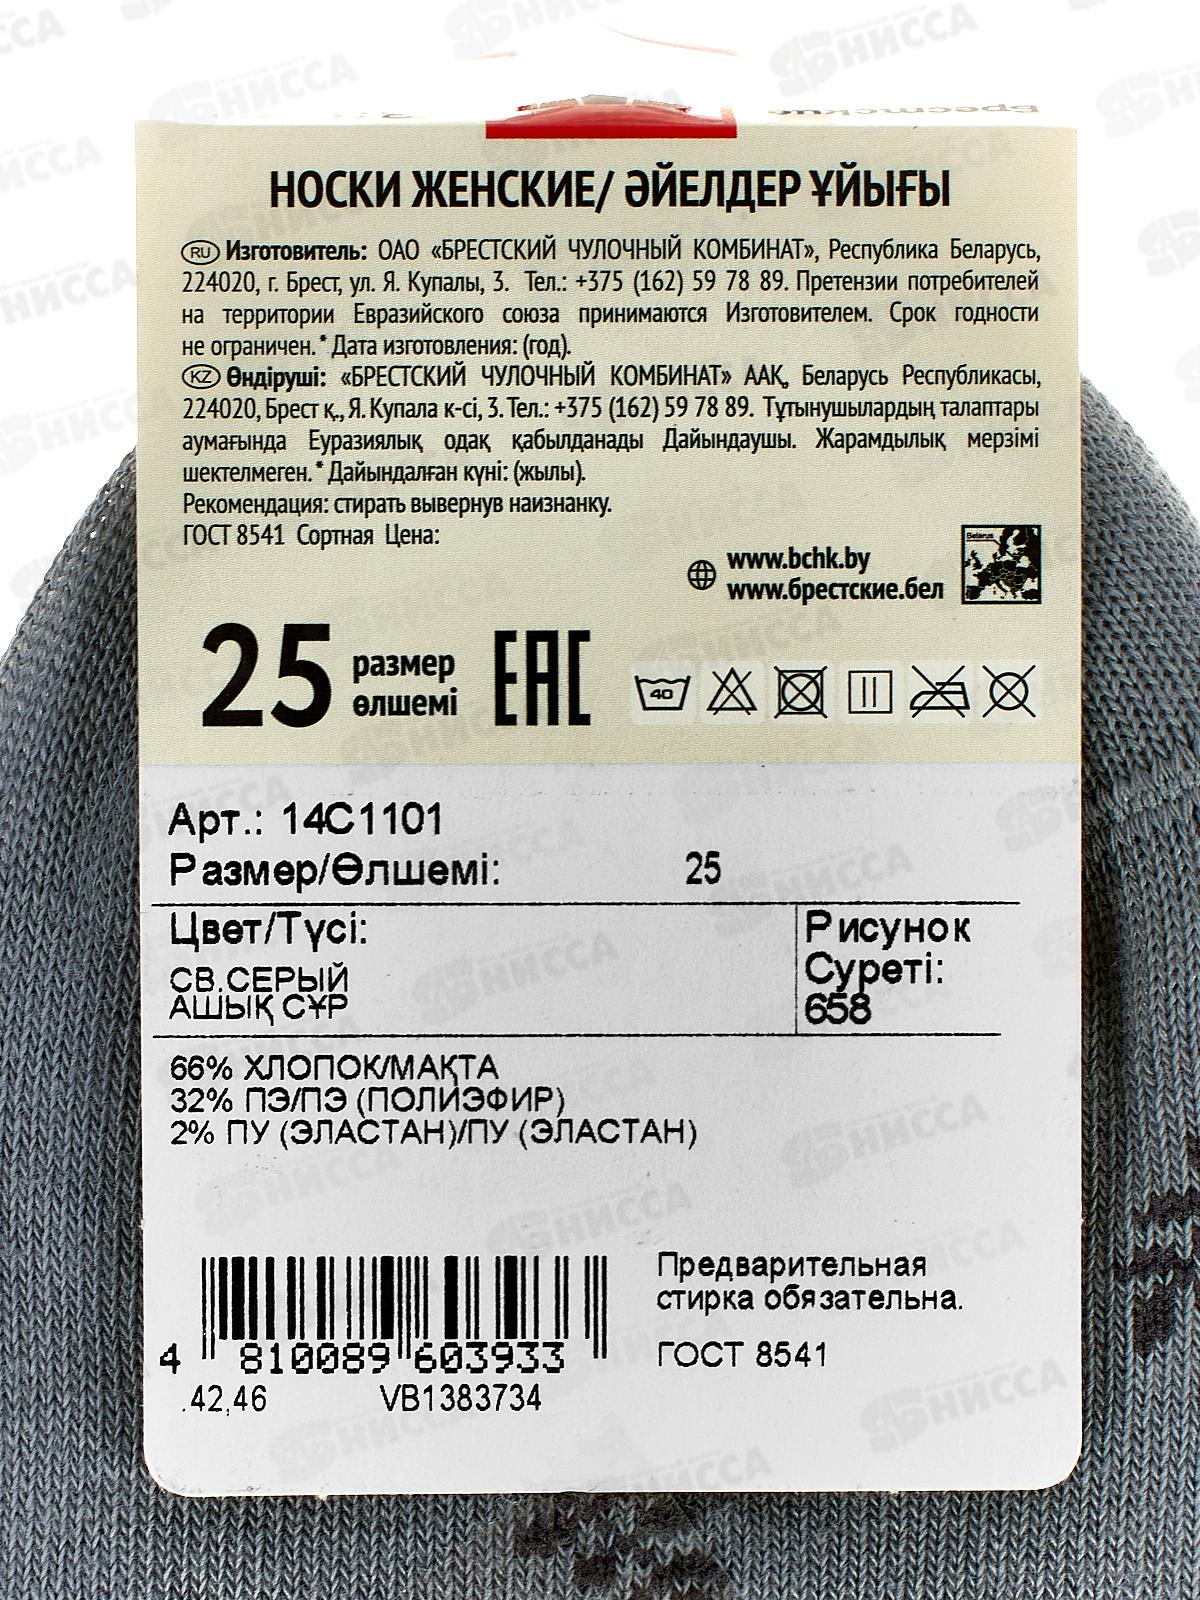 Брестские
НОСКИ ЖЕНСКИЕ/ ӘЙЕЛДЕР ҰЙЫҒЫ
RU Изготовитель: ОАО «БРЕСТСКИЙ ЧУЛОЧНЫЙ КОМБИНАТ», Республика Беларусь,
224020, г. Брест, ул. Я. Купалы, 3. Тел.: +375 (162) 59 78 89. Претензии потребителей
на территории Евразийского союза принимаются Изготовителем. Срок годности
не ограничен. * Дата изготовления: (год).
KZ Өндіруші: «БРЕСТСКИЙ ЧУЛОЧНЫЙ КОМБИНАТ» ААҚ, Беларусь Республикасы,
224020, Брест қ., Я. Купала к-сі, 3. Тел.: +375 (162) 59 78 89. Тұтынушылардың талаптары
аумағында Еуразиялық одақ қабылданады Дайындаушы. Жарамдылық мерзімі
шектелмеген. * Дайындалған күні: (жылы).
Рекомендация: стирать вывернув наизнанку.
ГОСТ 8541 Сортная Цена:
www.bchk.by
www.брестские.бел
Belarus
25 размер
өлшемі
EAC
40
Арт.: 14С1101
Размер/Өлшемі: 25
Цвет/Түсі:
СВ.СЕРЫЙ
АШЫҚ СҰР
Рисунок
Суреті:
658
66% ХЛОПОК/МАҚТА
32% ПЭ/ПЭ (ПОЛИЭФИР)
2% ПУ (ЭЛАСТАН)/ПУ (ЭЛАСТАН)
4 810089 603933
.42,46 VB1383734
Предварительная
стирка обязательна.
ГОСТ 8541
НИССА